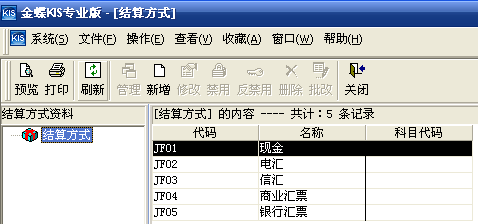 KIS 金蝶KIS专业版 - [结算方式]
KIS 系统(S) 文件(F) 操作(E) 查看(V) 收藏(A) 窗口(W) 帮助(H)
预览 打印 刷新 管理 新增 修改 禁用 反禁用 删除 批改 关闭
结算方式资料
结算方式
[结算方式] 的内容 ---- 共计:5 条记录
代码 名称 科目代码
JF01 现金
JF02 电汇
JF03 信汇
JF04 商业汇票
JF05 银行汇票